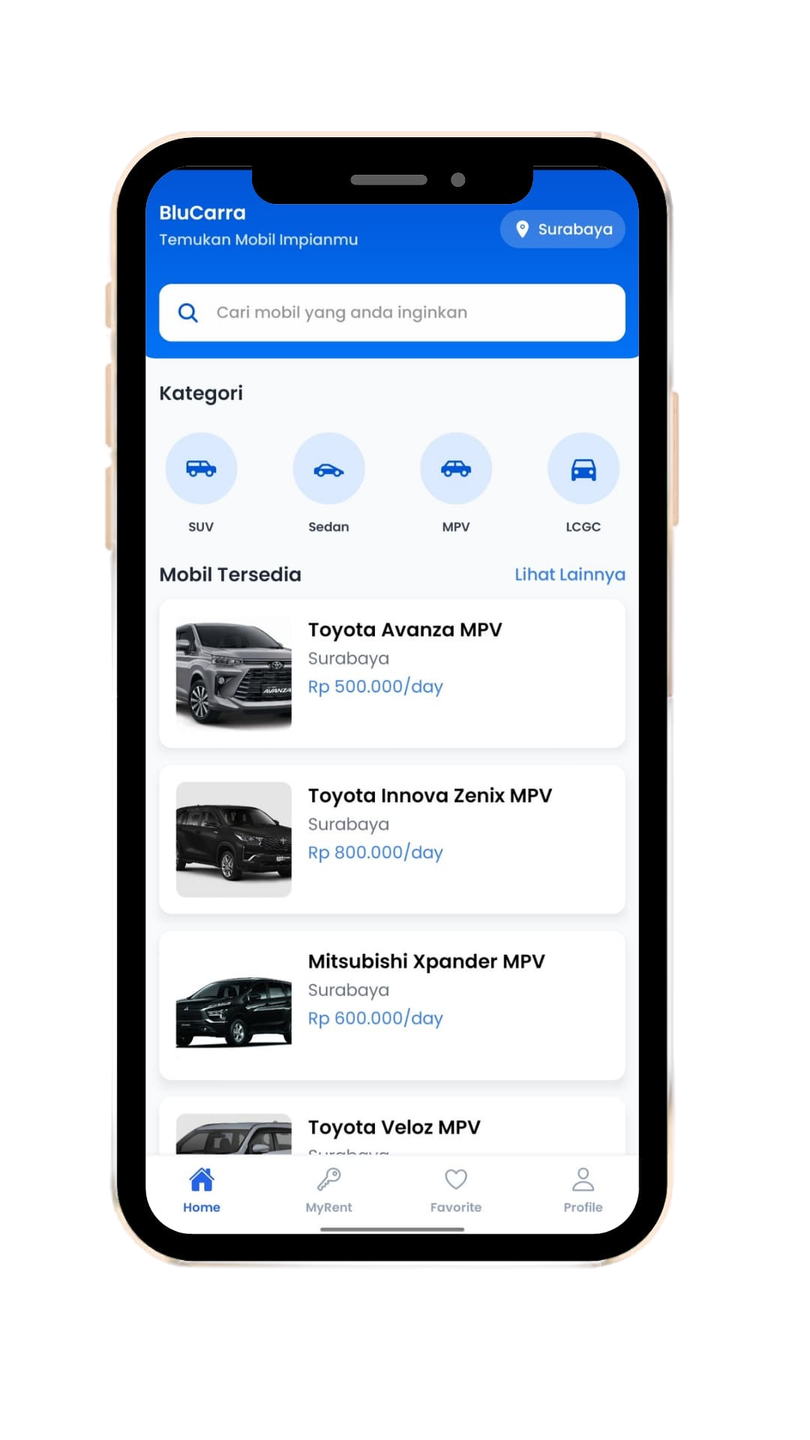 BluCarra
Temukan Mobil Impianmu
Surabaya
Cari mobil yang anda inginkan
Kategori
SUV
Sedan
MPV
LCGC
Mobil Tersedia
Lihat Lainnya
Toyota Avanza MPV
Surabaya
Rp 500.000/day
AVANZA
Toyota Innova Zenix MPV
Surabaya
Rp 800.000/day
Mitsubishi Xpander MPV
Surabaya
Rp 600.000/day
Toyota Veloz MPV
Surabaya
Home
MyRent
Favorite
Profile